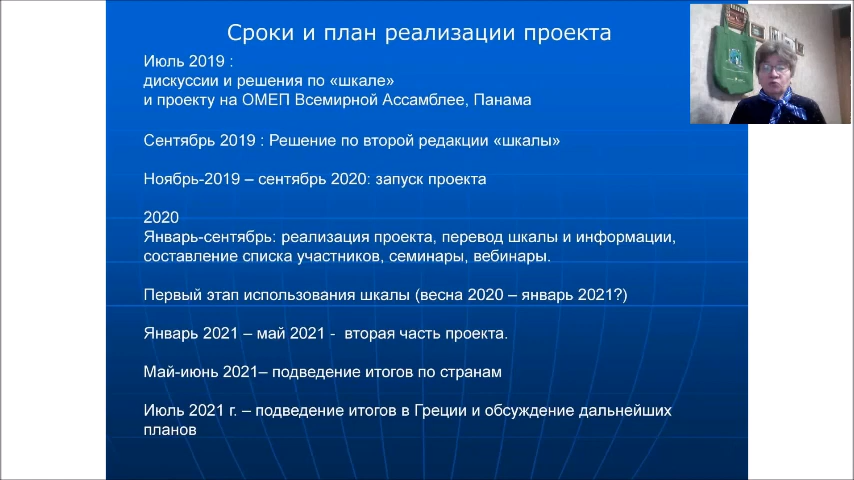 Сроки и план реализации проекта
Июль 2019 :
дискуссии и решения по «шкале»
и проекту на ОМЕП Всемирной Ассамблее, Панама
Сентябрь 2019 : Решение по второй редакции «шкалы»
Ноябрь-2019 – сентябрь 2020: запуск проекта
2020
Январь-сентябрь: реализация проекта, перевод шкалы и информации,
составление списка участников, семинары, вебинары.
Первый этап использования шкалы (весна 2020 – январь 2021?)
Январь 2021 – май 2021 - вторая часть проекта.
Май-июнь 2021– подведение итогов по странам
Июль 2021 г. – подведение итогов в Греции и обсуждение дальнейших
планов